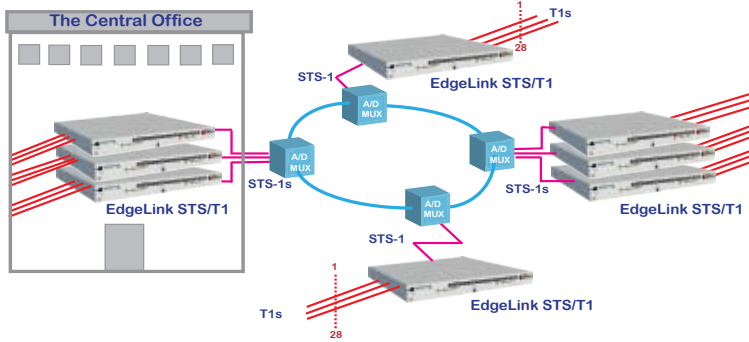 The Central Office
1
T1s
28
STS-1
EdgeLink STS/T1
A/D
MUX
A/D
MUX
A/D
MUX
STS-1s
STS-1s
EdgeLink STS/T1
EdgeLink STS/T1
A/D
MUX
STS-1
1
T1s
28
EdgeLink STS/T1